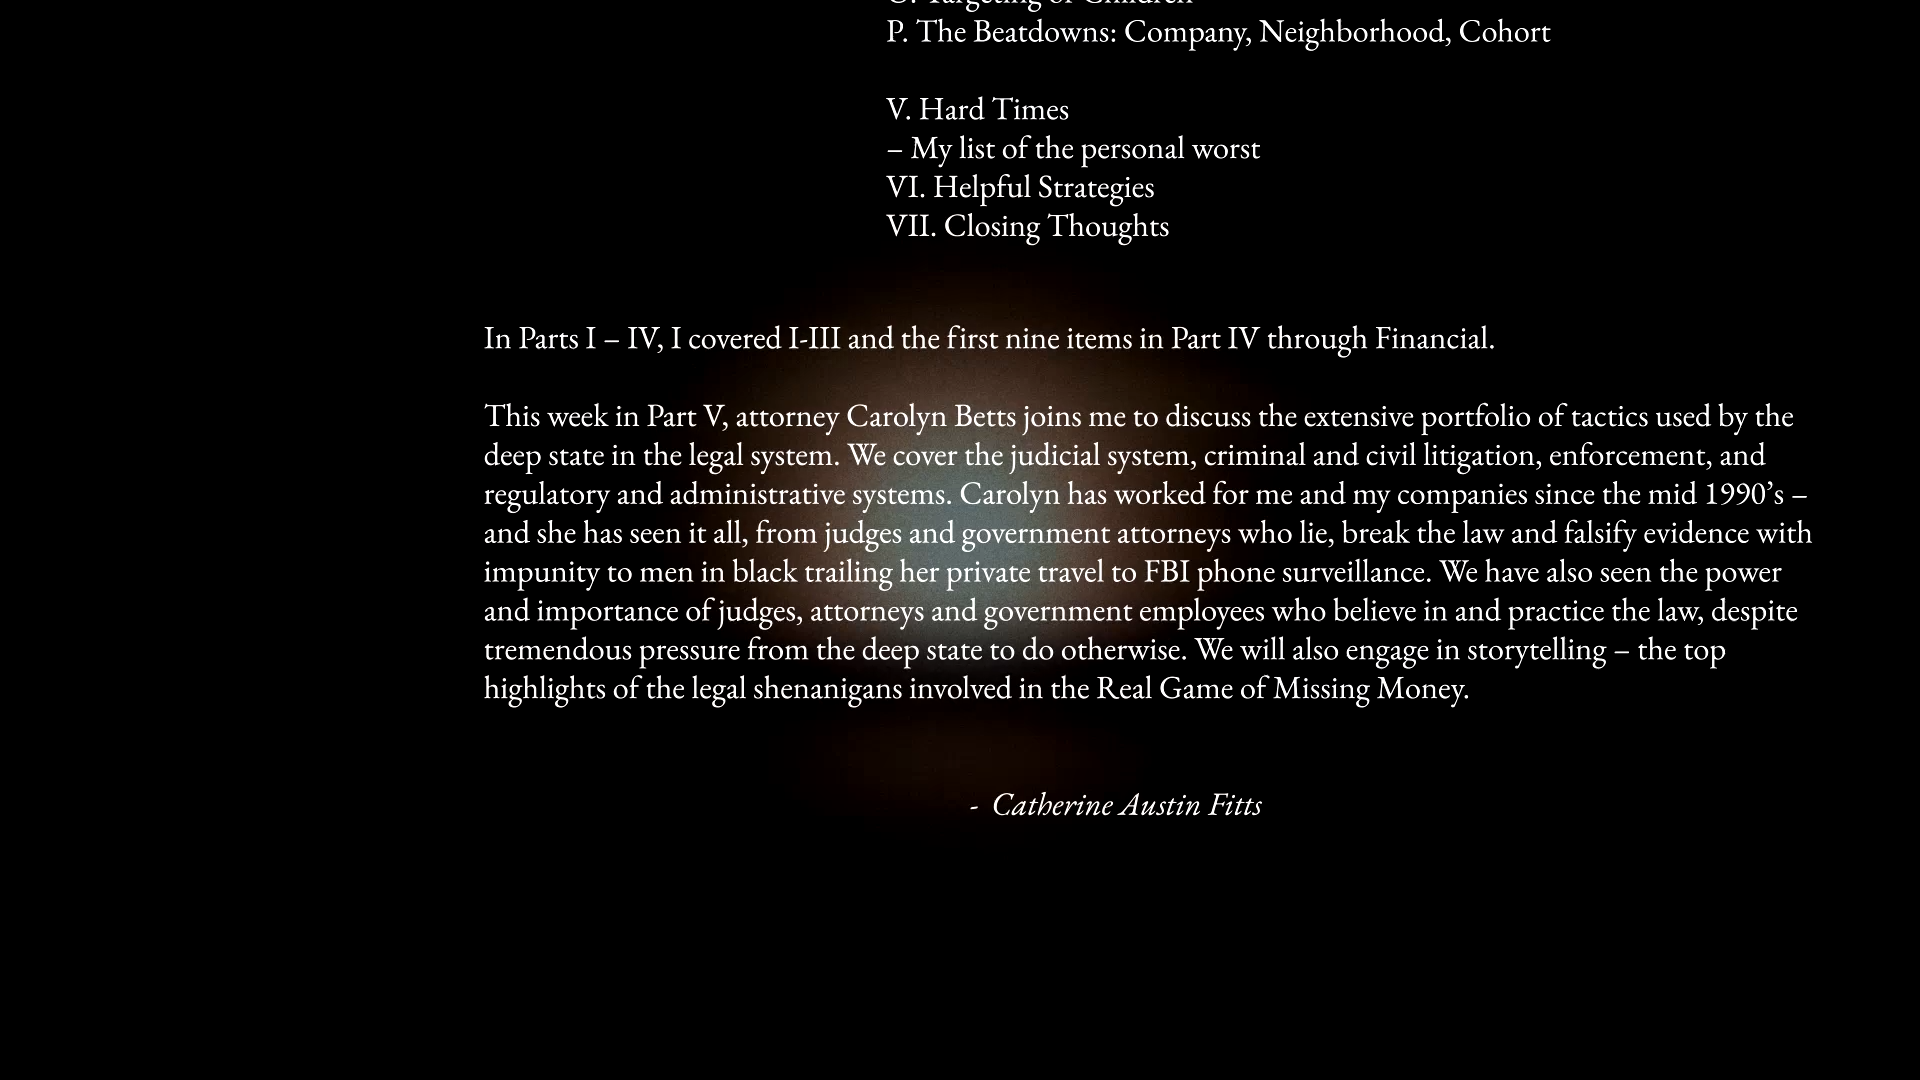 O. Targeting of Children
P. The Beatdowns: Company, Neighborhood, Cohort
V. Hard Times
– My list of the personal worst
VI. Helpful Strategies
VII. Closing Thoughts
In Parts I – IV, I covered I-III and the first nine items in Part IV through Financial.
This week in Part V, attorney Carolyn Betts joins me to discuss the extensive portfolio of tactics used by the
deep state in the legal system. We cover the judicial system, criminal and civil litigation, enforcement, and
regulatory and administrative systems. Carolyn has worked for me and my companies since the mid 1990’s –
and she has seen it all, from judges and government attorneys who lie, break the law and falsify evidence with
impunity to men in black trailing her private travel to FBI phone surveillance. We have also seen the power
and importance of judges, attorneys and government employees who believe in and practice the law, despite
tremendous pressure from the deep state to do otherwise. We will also engage in storytelling – the top
highlights of the legal shenanigans involved in the Real Game of Missing Money.
- Catherine Austin Fitts